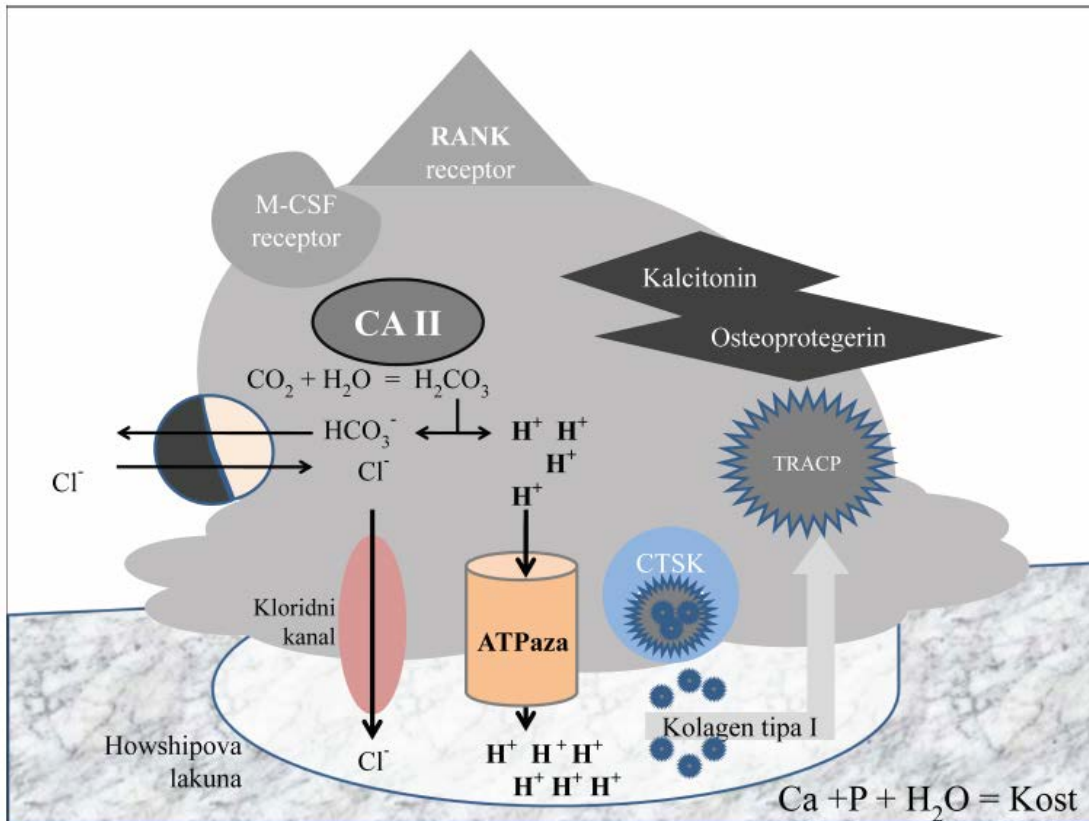 RANK
receptor
M-CSF
receptor
Kalcitonin
CA II
Osteoprotegerin
CO₂ + H₂O = H₂CO₃
HCO₃⁻
H⁺ H⁺
H⁺
TRACP
Cl⁻
Cl⁻
H⁺
CTSK
Kloridni
kanal
ATPaza
Kolagen tipa I
Howshipova
lakuna
Cl⁻
H⁺ H⁺ H⁺
H⁺ H⁺ H⁺
Ca +P + H₂O = Kost